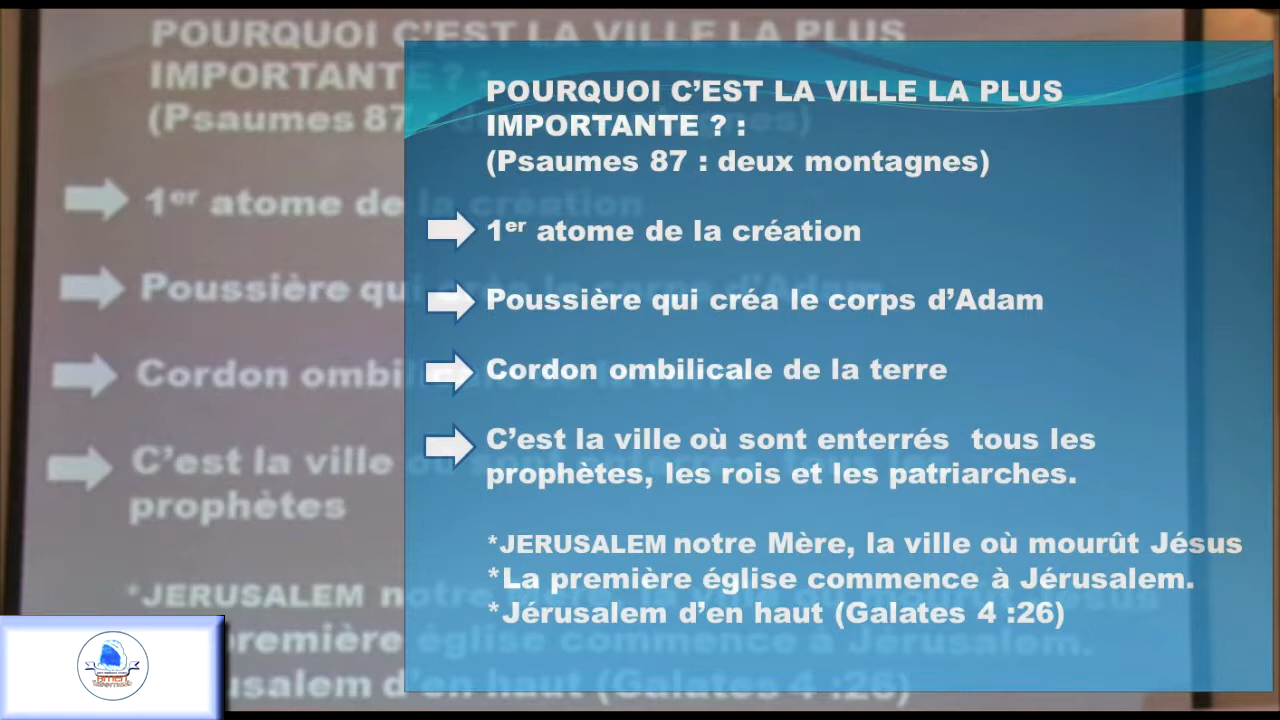 POURQUOI C’EST LA VILLE LA PLUS
IMPORTANTE ? :
(Psaumes 87 : deux montagnes)
1er atome de la création
Poussière qui créa le corps d’Adam
Cordon ombilicale de la terre
C’est la ville où sont enterrés tous les
prophètes, les rois et les patriarches.
*JERUSALEM notre Mère, la ville où mourût Jésus
*La première église commence à Jérusalem.
*Jérusalem d’en haut (Galates 4 :26)